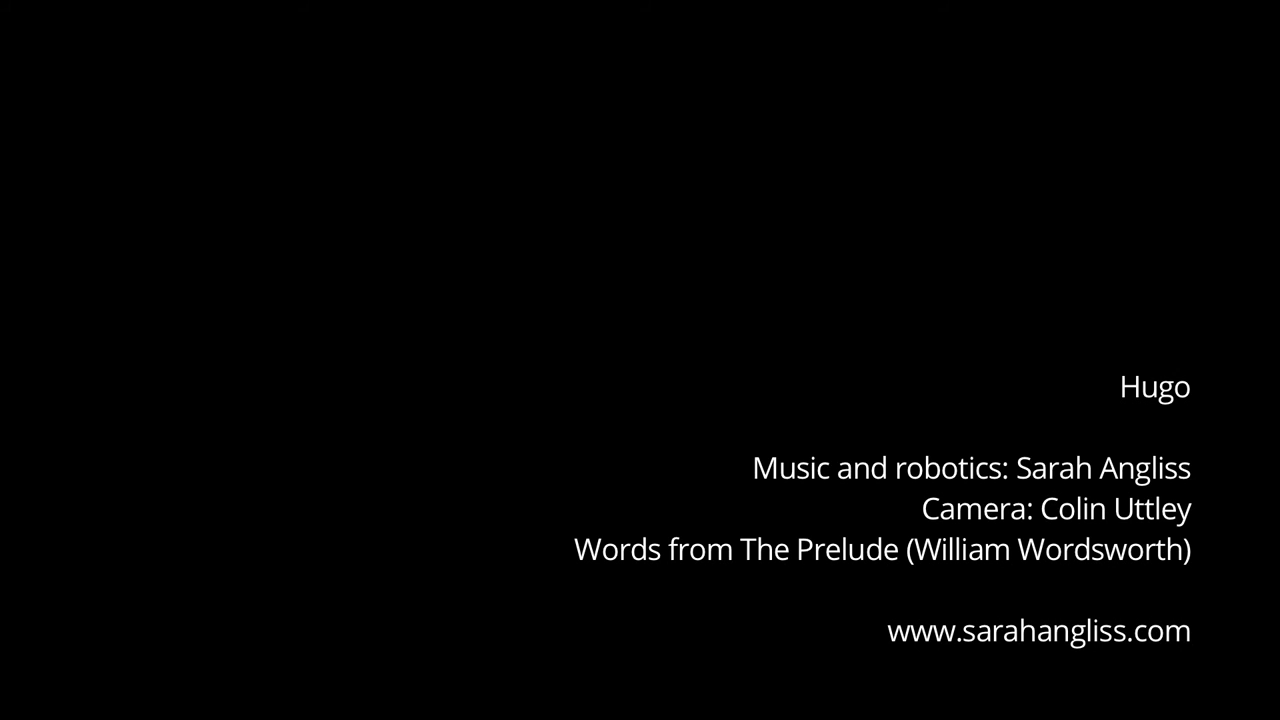 Hugo
Music and robotics: Sarah Angliss
Camera: Colin Uttley
Words from The Prelude (William Wordsworth)
www.sarahangliss.com